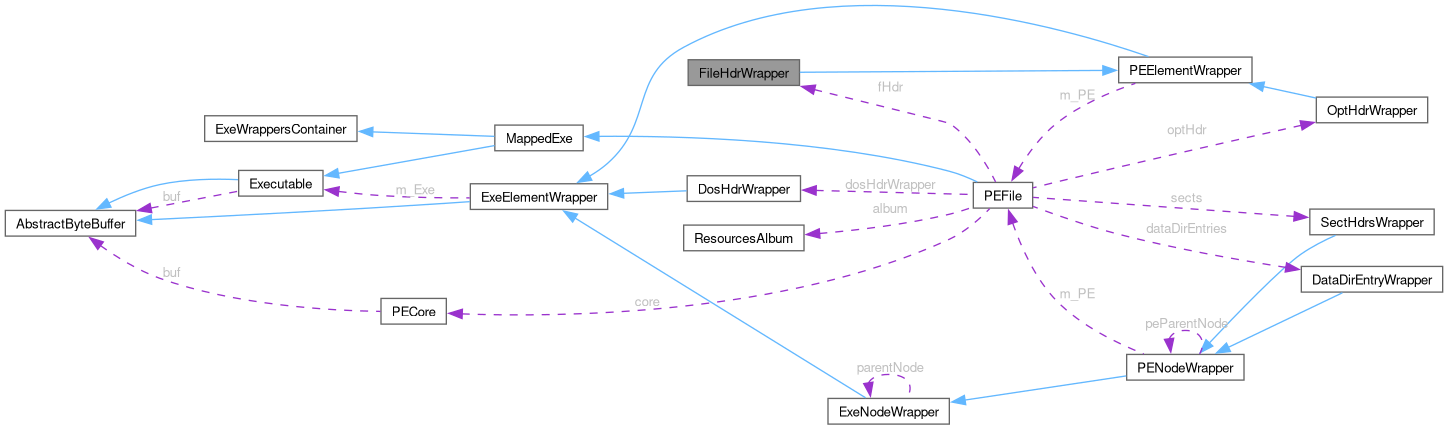 FileHdrWrapper
PEElementWrapper
fHdr
m_PE
OptHdrWrapper
ExeWrappersContainer
MappedExe
optHdr
Executable
buf
m_Exe
ExeElementWrapper
DosHdrWrapper
dosHdrWrapper
PEFile
sects
album
AbstractByteBuffer
SectHdrsWrapper
ResourcesAlbum
dataDirEntries
buf
DataDirEntryWrapper
m_PE
core
PECore
peParentNode
PENodeWrapper
parentNode
ExeNodeWrapper